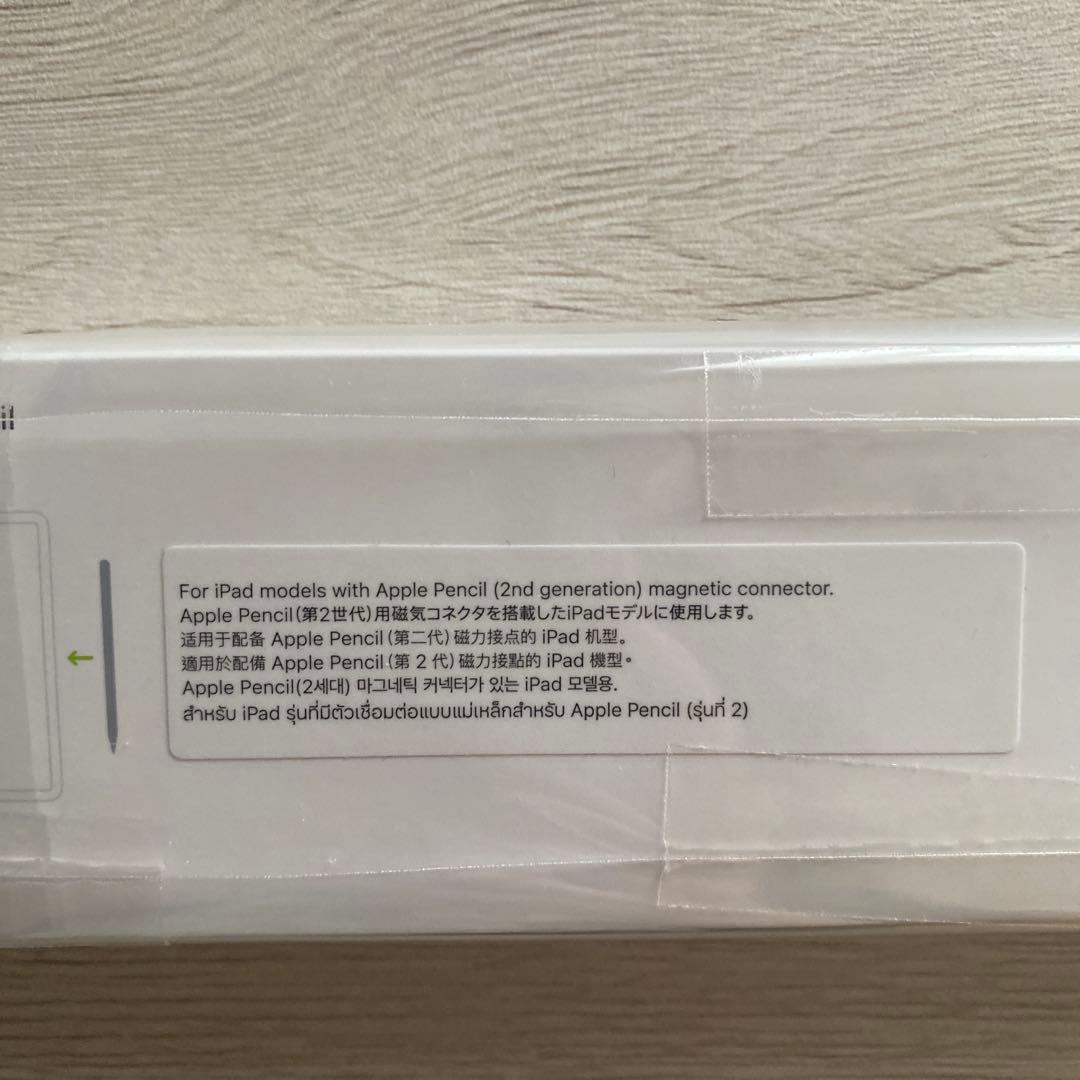 For iPad models with Apple Pencil (2nd generation) magnetic connector.
Apple Pencil(第2世代)用磁気コネクタを搭載したiPadモデルに使用します。
适用于配备 Apple Pencil (第二代) 磁力接点的 iPad 机型。
適用於配備 Apple Pencil (第 2 代) 磁力接點的 iPad 機型。
Apple Pencil(2세대) 마그네틱 커넥터가 있는 iPad 모델용.
สำหรับ iPad รุ่นที่มีตัวเชื่อมต่อแบบแม่เหล็กสำหรับ Apple Pencil (รุ่นที่ 2)